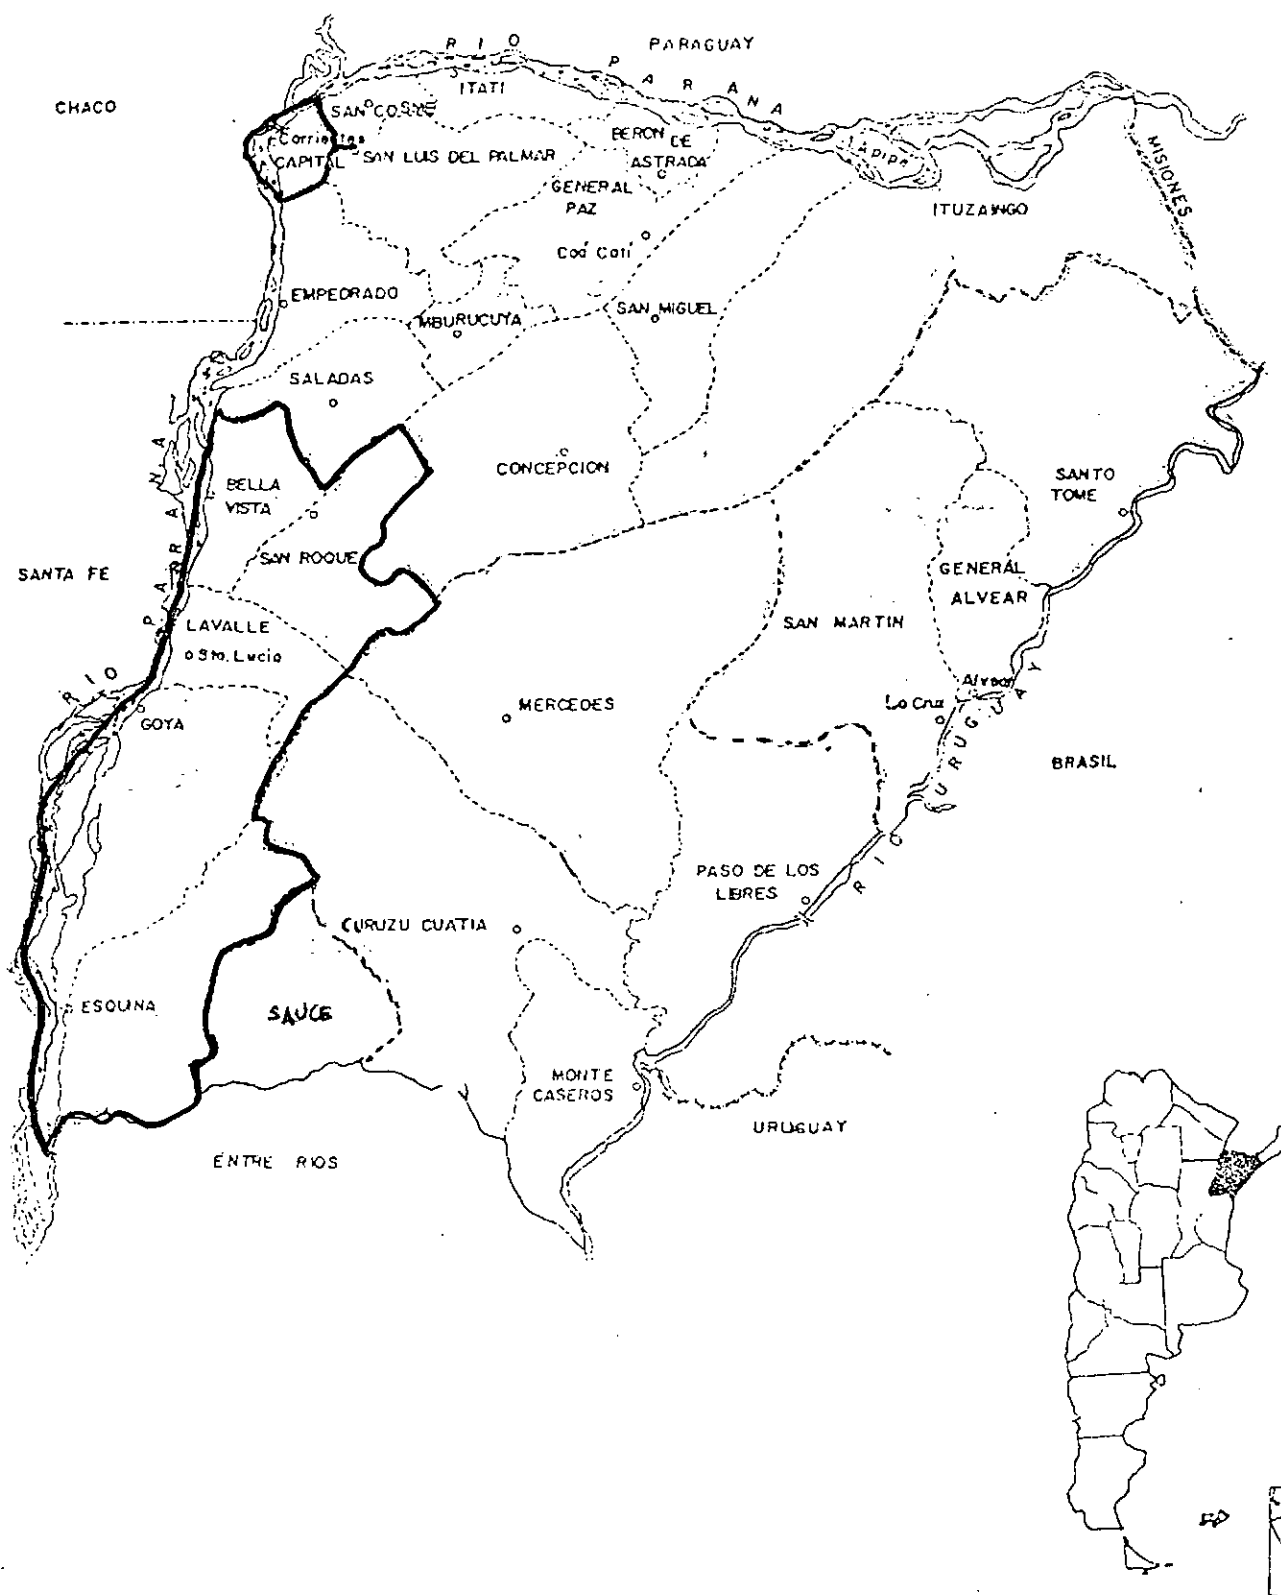 RIO
PARAGUAY
PARANA
CHACO
ITATI
SAN COSME
Corrientes
CAPITAL
SAN LUIS DEL PALMAR
BERON DE
ASTRADA
I. Apipe
MISIONES
GENERAL
PAZ
ITUZAINGO
Caá Catí
EMPEDRADO
MBURUCUYA
SAN MIGUEL
SALADAS
CONCEPCION
BELLA
VISTA
SANTO
TOME
SAN ROQUE
SANTA FE
GENERAL
ALVEAR
LAVALLE
Sta. Lucia
SAN MARTIN
RIO PARANA
GOYA
MERCEDES
Alvear
La Cruz
BRASIL
RIO URUGUAY
PASO DE LOS
LIBRES
CURUZU CUATIA
ESQUINA
SAUCE
MONTE
CASEROS
URUGUAY
ENTRE RIOS